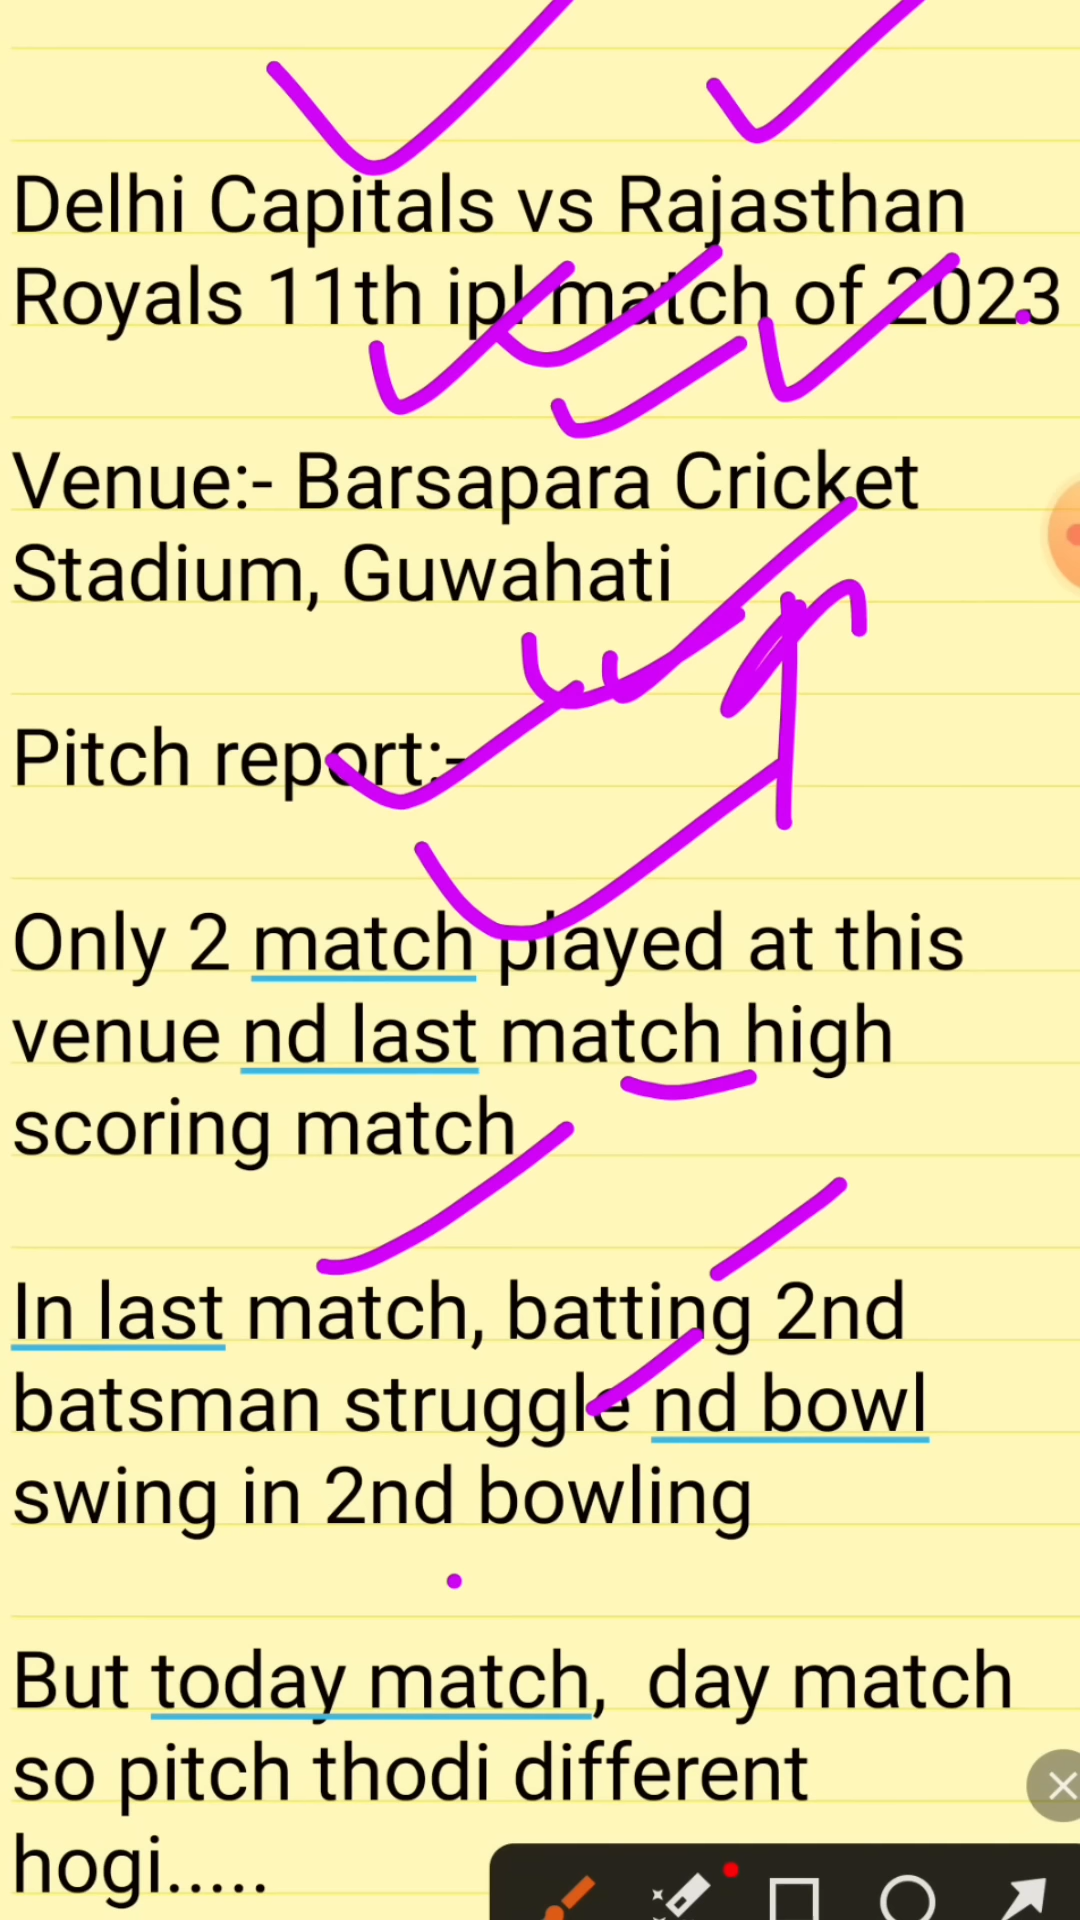 Delhi Capitals vs Rajasthan
Royals 11th ipl match of 2023
Venue:- Barsapara Cricket
Stadium, Guwahati
Pitch report:-
Only 2 match played at this
venue nd last match high
scoring match
In last match, batting 2nd
batsman struggle nd bowl
swing in 2nd bowling
But today match,  day match
so pitch thodi different
hogi.....